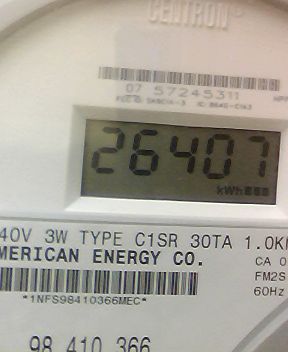 CENTRON
07 57245311
26407
kWh
40V 3W TYPE C1SR 30TA 1.0K
MERICAN ENERGY CO.
CA 0
FM2S
60Hz
*1NFS98410366MEC*
98 410 366